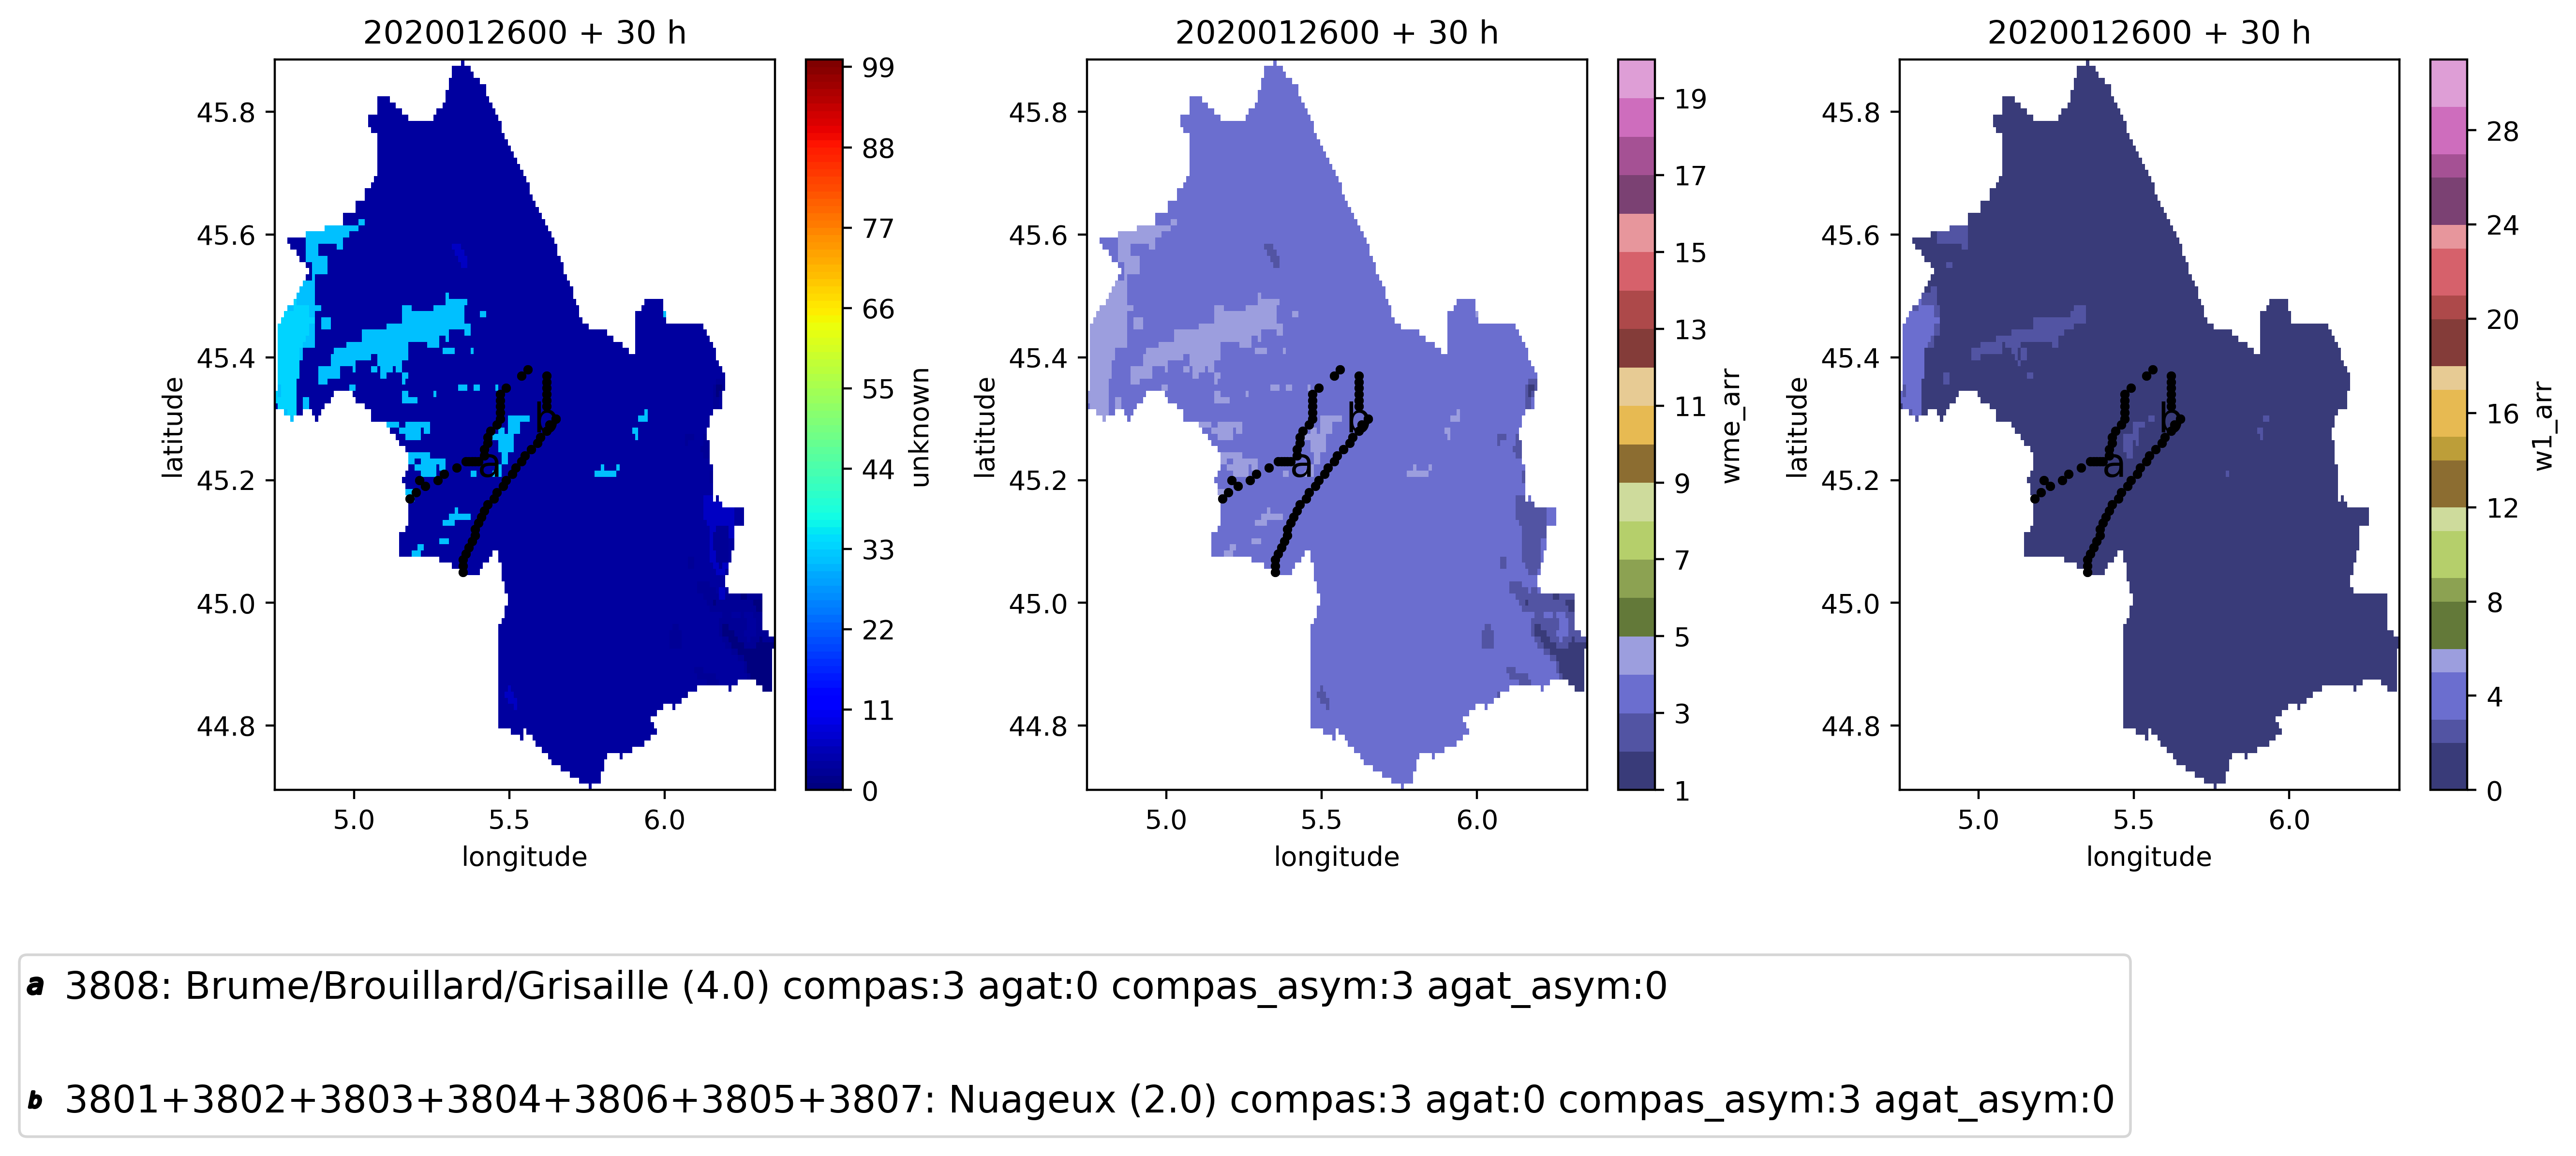 2020012600 + 30 h
2020012600 + 30 h
2020012600 + 30 h
45.8
45.6
45.4
45.2
45.0
44.8
latitude
5.0 5.5 6.0
longitude
a
b
99
88
77
66
55
44
33
22
11
0
unknown
45.8
45.6
45.4
45.2
45.0
44.8
latitude
5.0 5.5 6.0
longitude
a
b
19
17
15
13
11
9
7
5
3
1
wme_arr
45.8
45.6
45.4
45.2
45.0
44.8
latitude
5.0 5.5 6.0
longitude
a
b
28
24
20
16
12
8
4
0
w1_arr
a 3808: Brume/Brouillard/Grisaille (4.0) compas:3 agat:0 compas_asym:3 agat_asym:0
b 3801+3802+3803+3804+3806+3805+3807: Nuageux (2.0) compas:3 agat:0 compas_asym:3 agat_asym:0